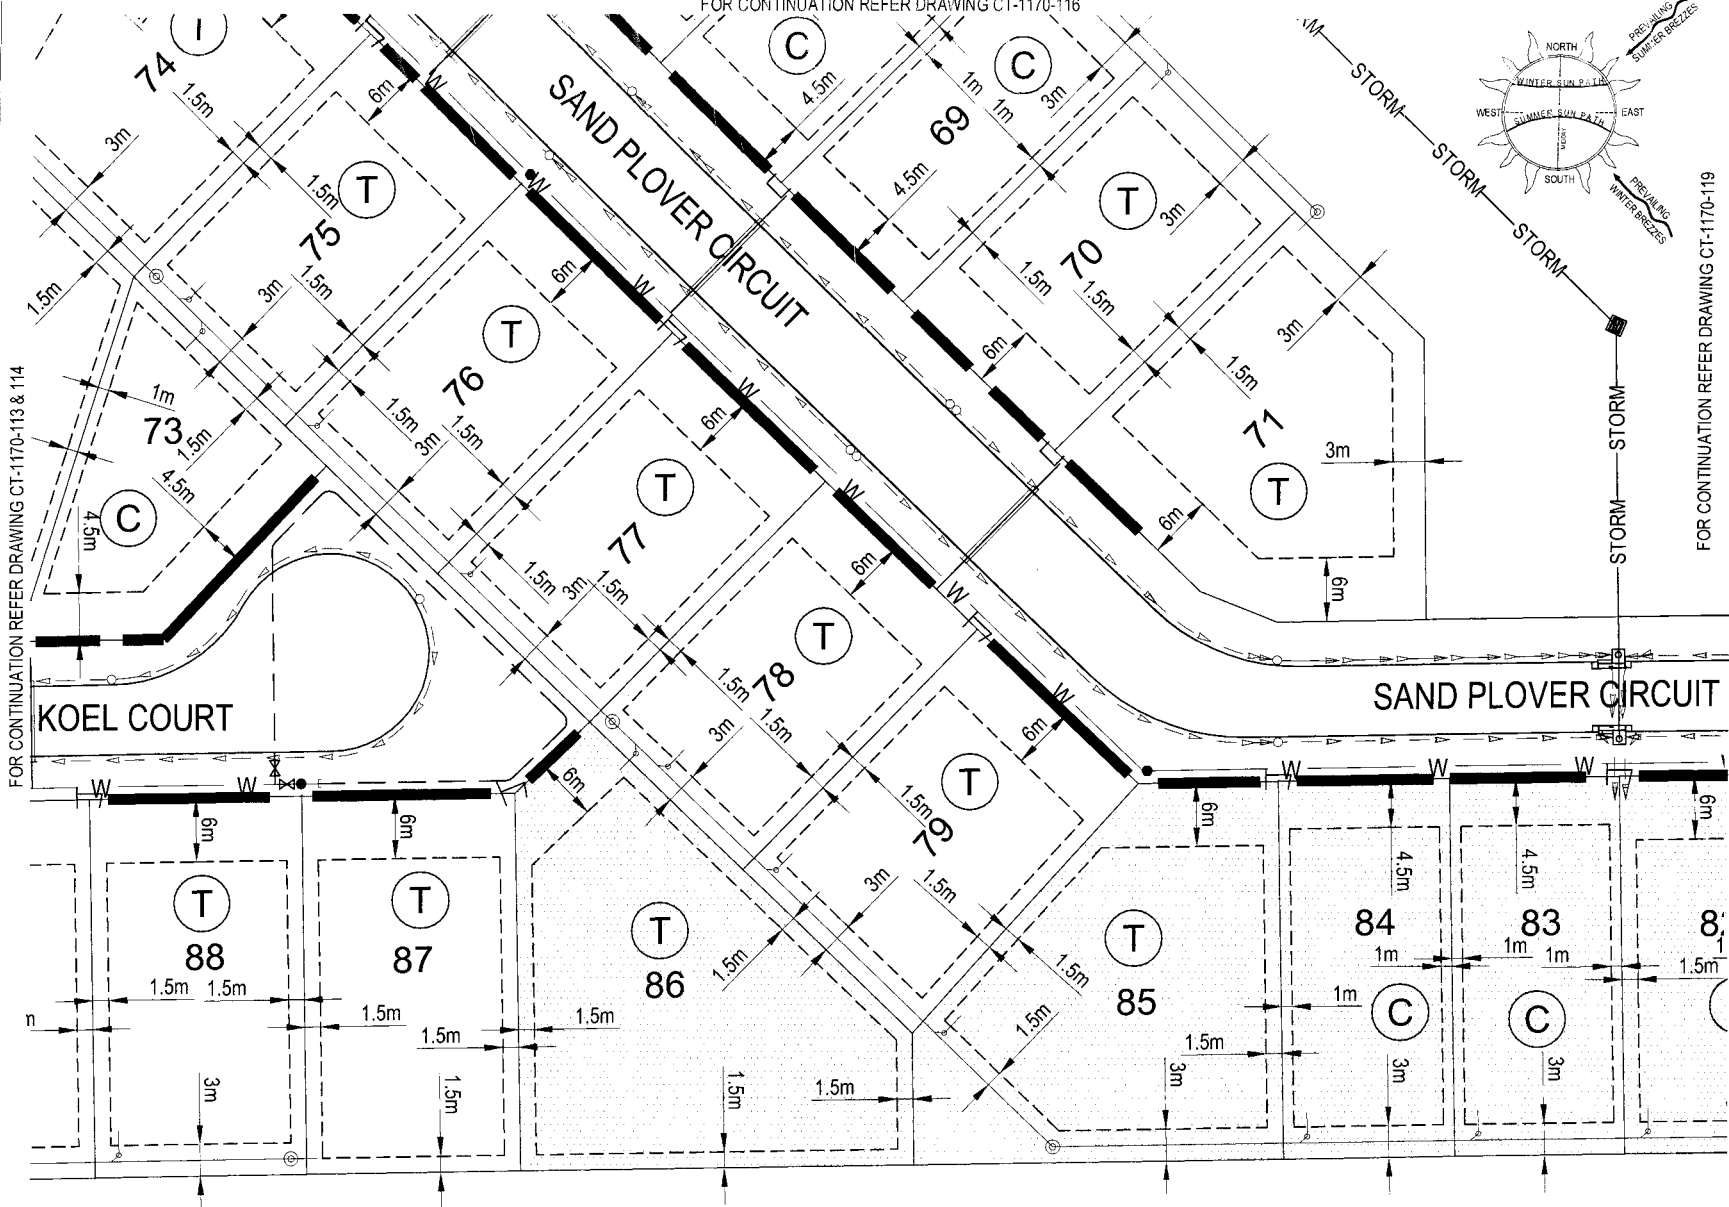 FOR CONTINUATION REFER DRAWING CT-1170-116
PREVAILING
SUMMER BREZZES
NORTH
WINTER SUN PATH
WEST
EAST
SUMMER SUN PATH
MIDDAY
SOUTH
PREVAILING
WINTER BREZZES
FOR CONTINUATION REFER DRAWING CT-1170-119
FOR CONTINUATION REFER DRAWING CT-1170-113 & 114
STORM
STORM
STORM
STORM
STORM
STORM
SAND PLOVER CIRCUIT
SAND PLOVER CIRCUIT
KOEL COURT
74
1.5m
3m
1.5m
6m
W
C
4.5m
C
1m
1m
3m
69
4.5m
T
75
1.5m
3m
1.5m
W
T
70
3m
1.5m
1.5m
6m
T
76
6m
W
1.5m
3m
1.5m
71
T
3m
1.5m
3m
6m
6m
73
1m
1.5m
4.5m
4.5m
C
T
77
6m
W
1.5m
3m
1.5m
T
78
6m
W
1.5m
3m
1.5m
W
T
79
6m
W
1.5m
3m
1.5m
W
W
6m
6m
6m
T
88
1.5m
1.5m
3m
T
87
1.5m
1.5m
1.5m
T
86
1.5m
1.5m
1.5m
1.5m
6m
T
85
1.5m
1.5m
1.5m
3m
W
W
W
4.5m
84
1m
1m
C
3m
4.5m
83
1m
1m
C
3m
6m
1.5m